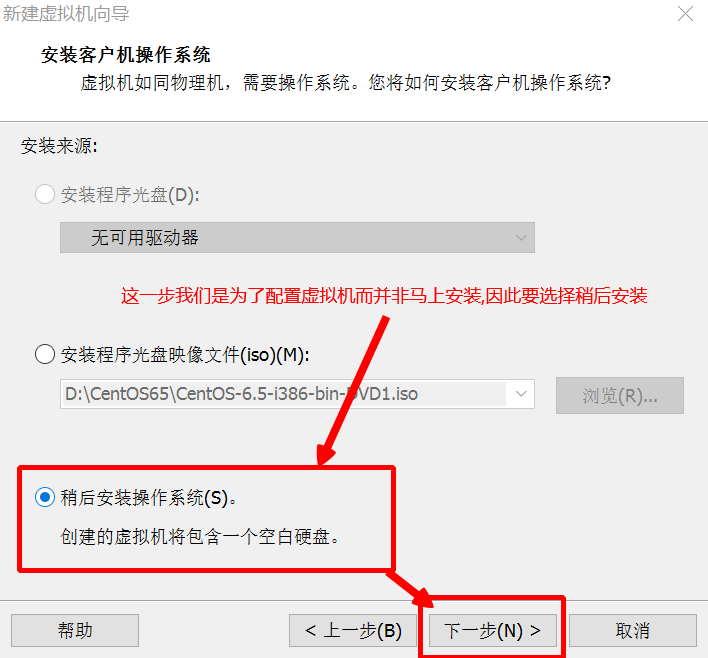 新建虚拟机向导
安装客户机操作系统
虚拟机如同物理机，需要操作系统。您将如何安装客户机操作系统?
安装来源:
安装程序光盘(D):
无可用驱动器
这一步我们是为了配置虚拟机而并非马上安装,因此要选择稍后安装
安装程序光盘映像文件(iso)(M):
D:\CentOS65\CentOS-6.5-i386-bin-DVD1.iso
浏览(R)...
稍后安装操作系统(S)。
创建的虚拟机将包含一个空白硬盘。
帮助
< 上一步(B)
下一步(N) >
取消